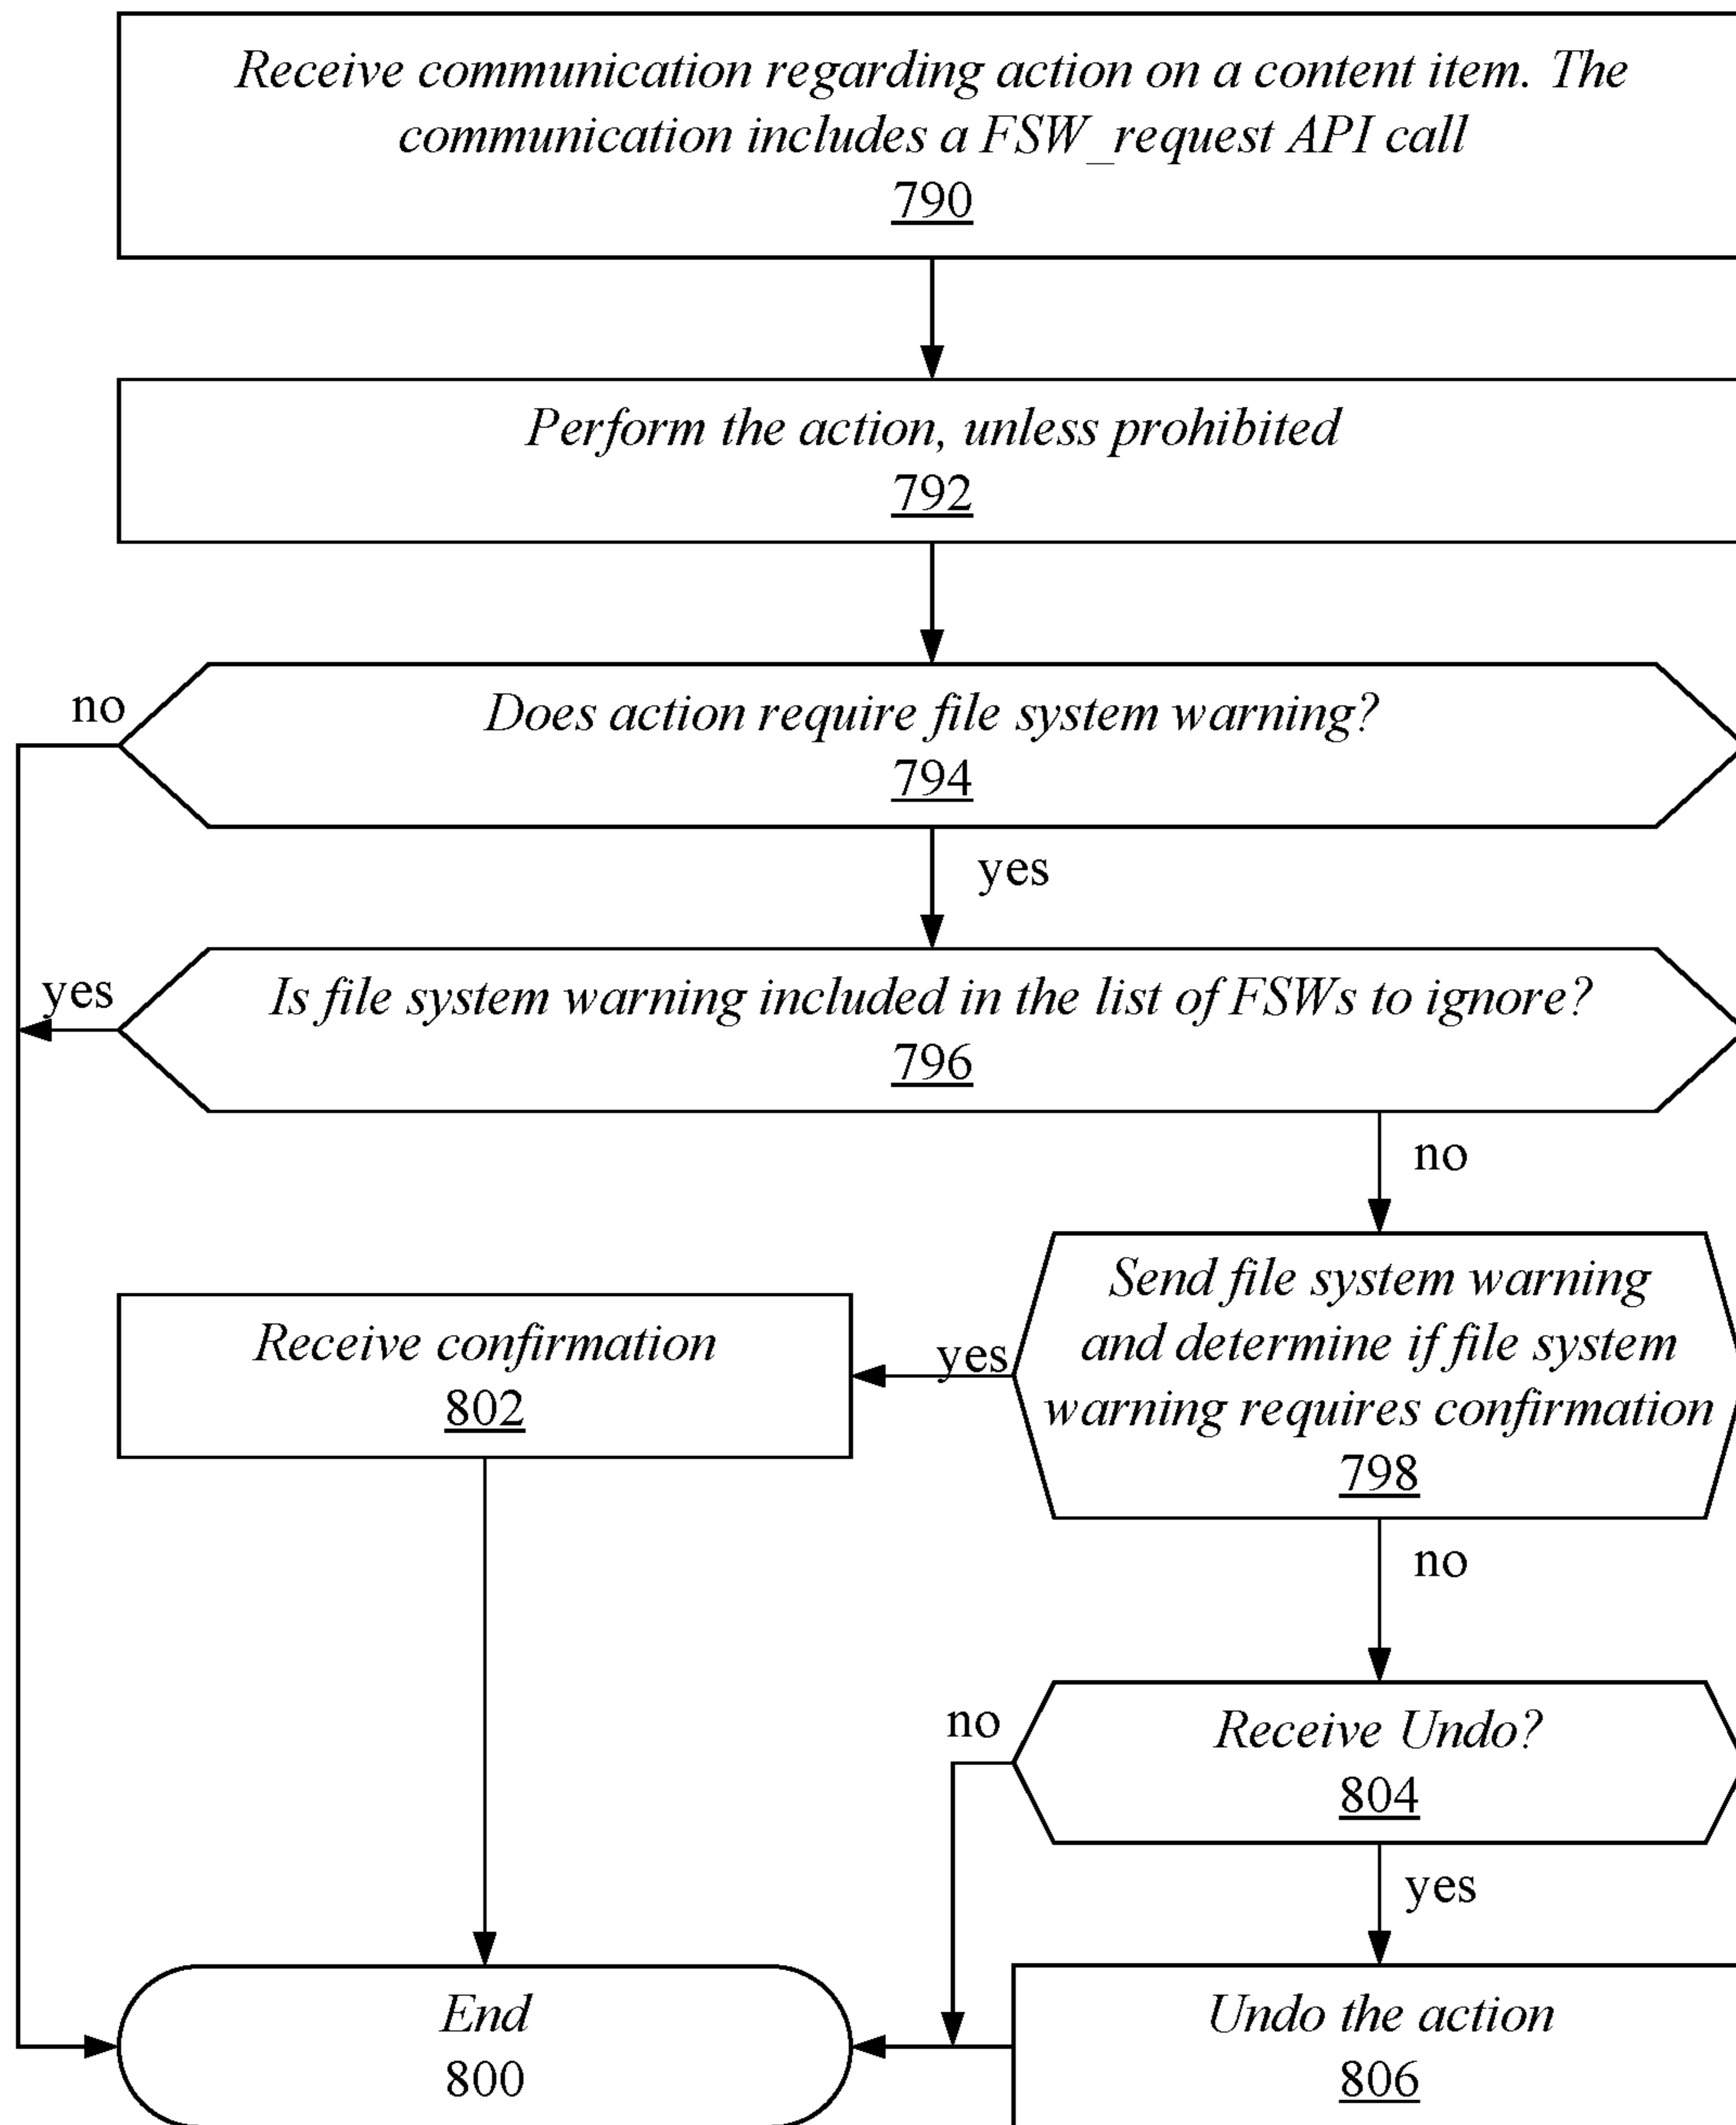 Receive communication regarding action on a content item. The
communication includes a FSW_request API call
790
Perform the action, unless prohibited
792
no
Does action require file system warning?
794
yes
yes
Is file system warning included in the list of FSWs to ignore?
796
no
Send file system warning
and determine if file system
warning requires confirmation
798
yes
Receive confirmation
802
no
no
Receive Undo?
804
yes
End
800
Undo the action
806